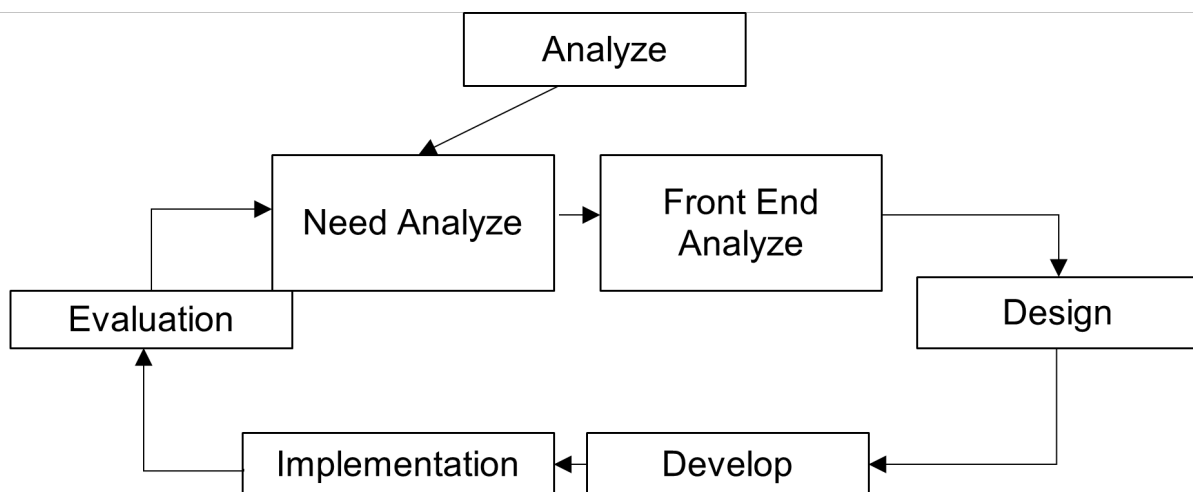 Analyze
Need Analyze
Front End
Analyze
Evaluation
Design
Implementation
Develop